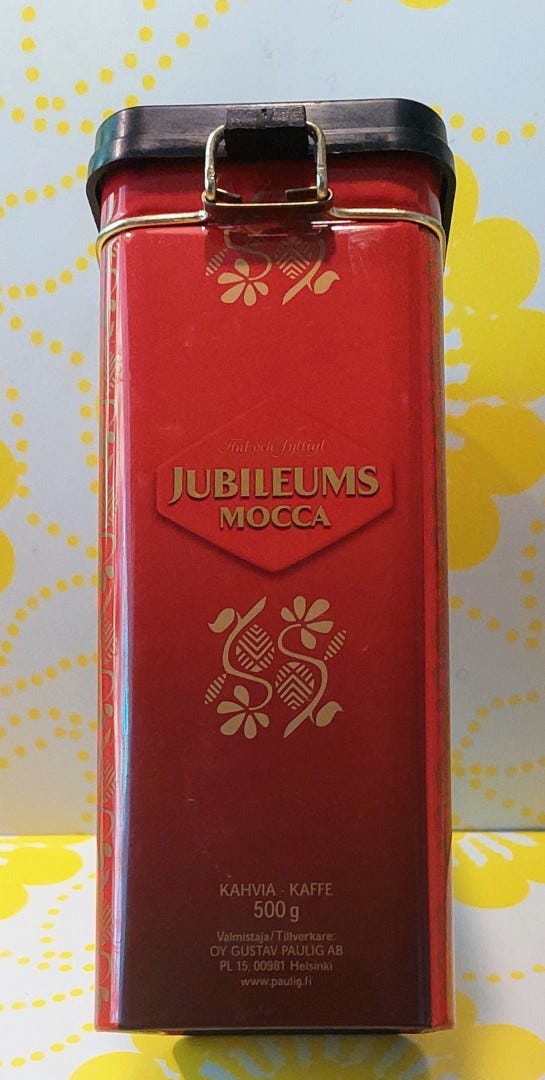 Fint och fylligt
JUBILEUMS
MOCCA
KAHVIA - KAFFE
500 g
Valmistaja/Tillverkare:
OY GUSTAV PAULIG AB
PL 15, 00981 Helsinki
www.paulig.fi